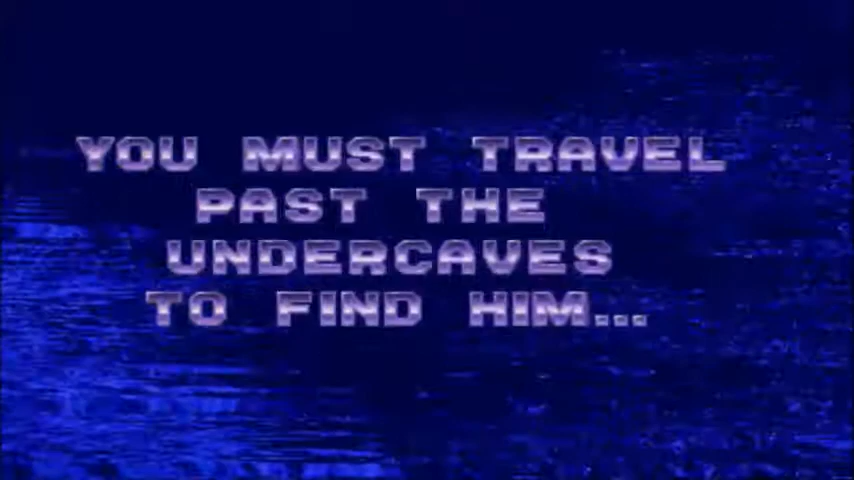 YOU MUST TRAVEL
PAST THE
UNDERCAVES
TO FIND HIM...